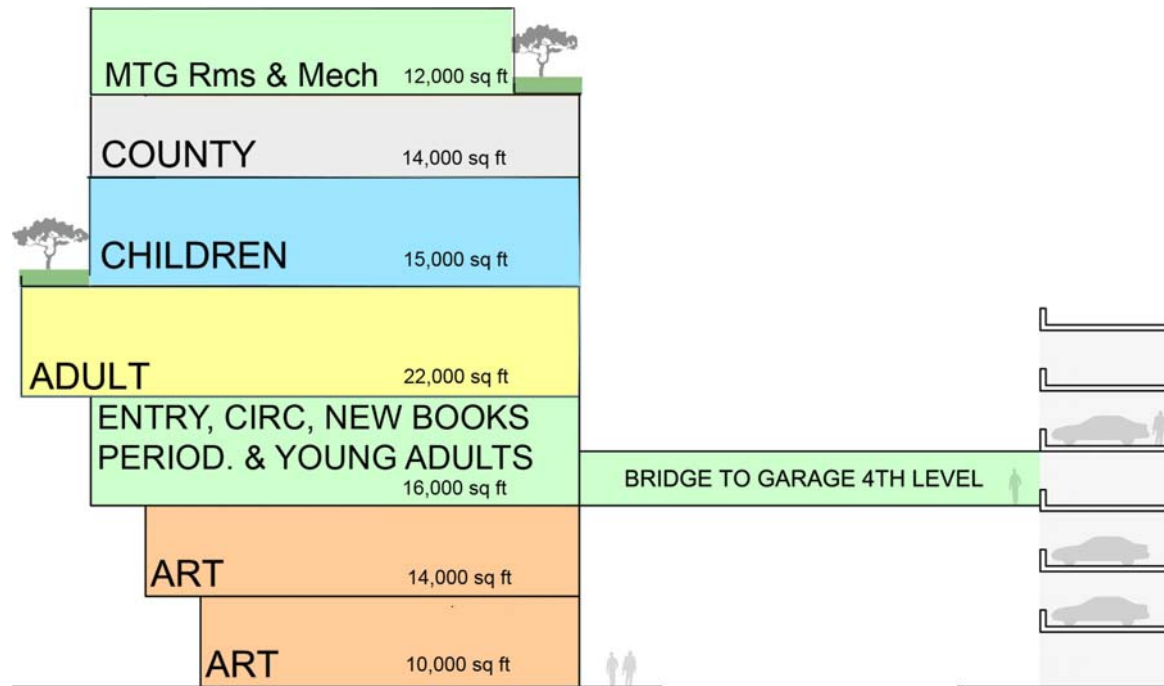 MTG Rms & Mech 12,000 sq ft
COUNTY 14,000 sq ft
CHILDREN 15,000 sq ft
ADULT 22,000 sq ft
ENTRY, CIRC, NEW BOOKS
PERIOD. & YOUNG ADULTS
16,000 sq ft
BRIDGE TO GARAGE 4TH LEVEL
ART 14,000 sq ft
ART 10,000 sq ft